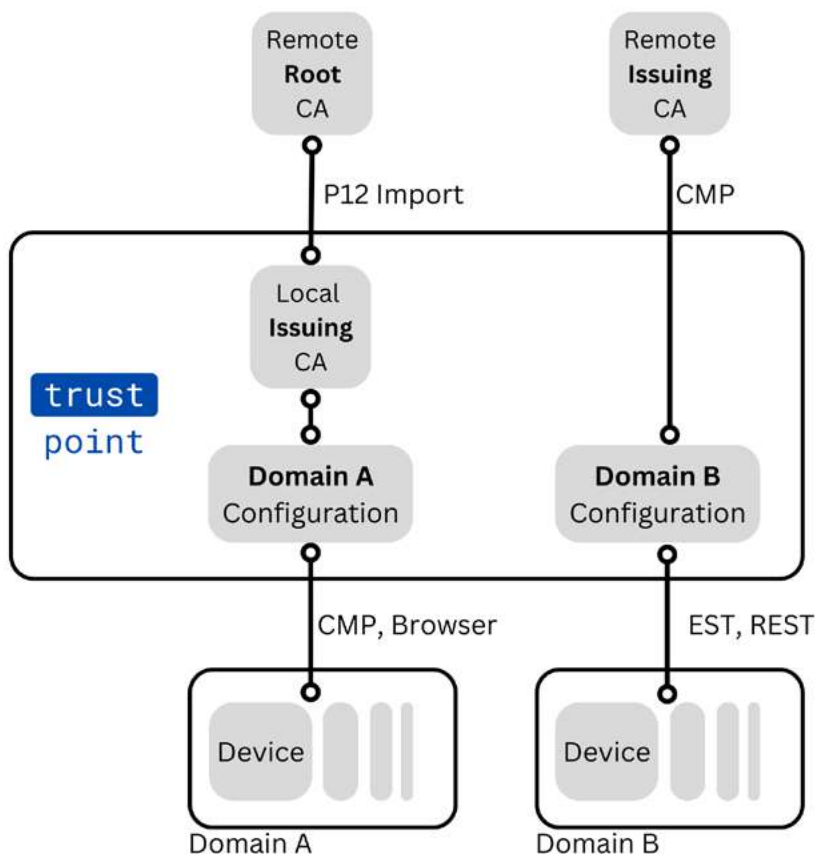 Remote
Root
CA
Remote
Issuing
CA
P12 Import
CMP
Local
Issuing
CA
trust
point
Domain A
Configuration
Domain B
Configuration
CMP, Browser
EST, REST
Device
Device
Domain A
Domain B